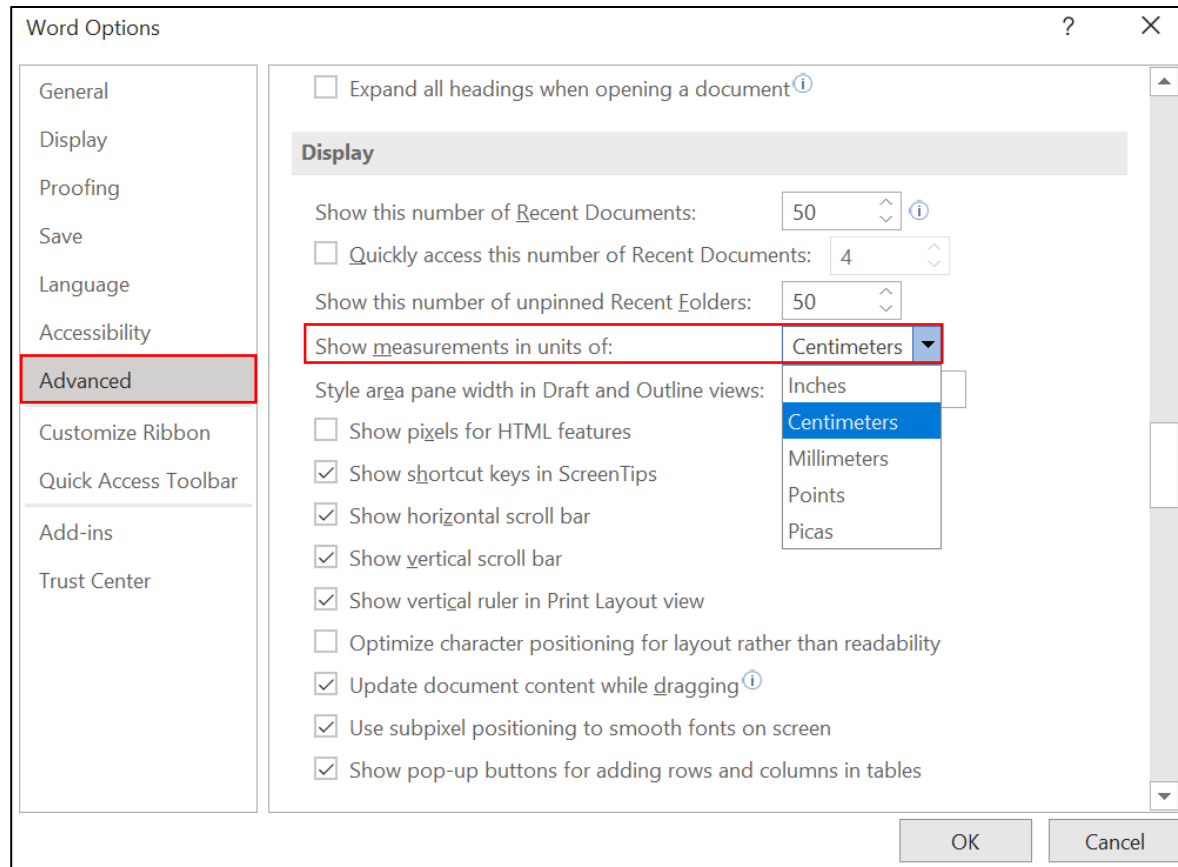 Word Options
?
General
Display
Proofing
Save
Language
Accessibility
Advanced
Customize Ribbon
Quick Access Toolbar
Add-ins
Trust Center
Expand all headings when opening a document
Display
Show this number of Recent Documents: 50
Quickly access this number of Recent Documents: 4
Show this number of unpinned Recent Folders: 50
Show measurements in units of: Centimeters
Inches
Centimeters
Millimeters
Points
Picas
Style area pane width in Draft and Outline views:
Show pixels for HTML features
Show shortcut keys in ScreenTips
Show horizontal scroll bar
Show vertical scroll bar
Show vertical ruler in Print Layout view
Optimize character positioning for layout rather than readability
Update document content while dragging
Use subpixel positioning to smooth fonts on screen
Show pop-up buttons for adding rows and columns in tables
OK
Cancel